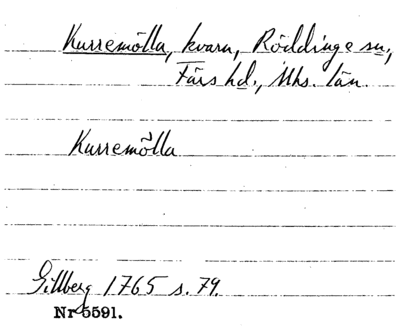 Kurremölla, kvarn, Röddinge sn,
Färs hd., Mhs. län.
Kurremölla
Gillberg 1765 s. 79.
Nr 5591.